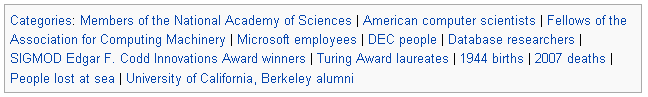 Categories: Members of the National Academy of Sciences | American computer scientists | Fellows of the
Association for Computing Machinery | Microsoft employees | DEC people | Database researchers |
SIGMOD Edgar F. Codd Innovations Award winners | Turing Award laureates | 1944 births | 2007 deaths |
People lost at sea | University of California, Berkeley alumni